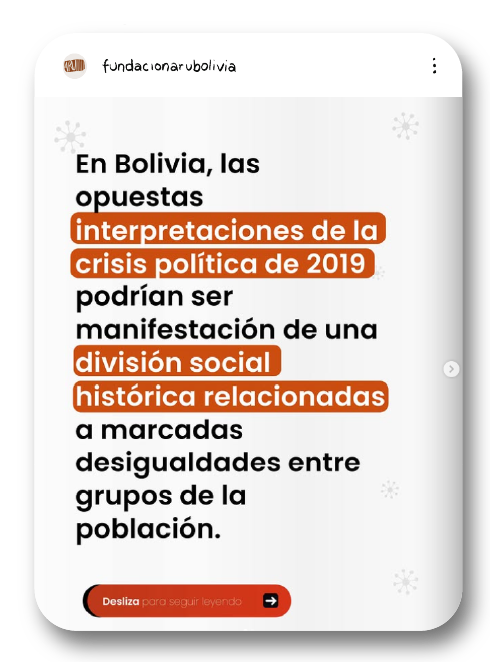 fundacionarubolivia
En Bolivia, las
opuestas
interpretaciones de la
crisis política de 2019
podrían ser
manifestación de una
división social
histórica relacionadas
a marcadas
desigualdades entre
grupos de la
población.
Desliza para seguir leyendo